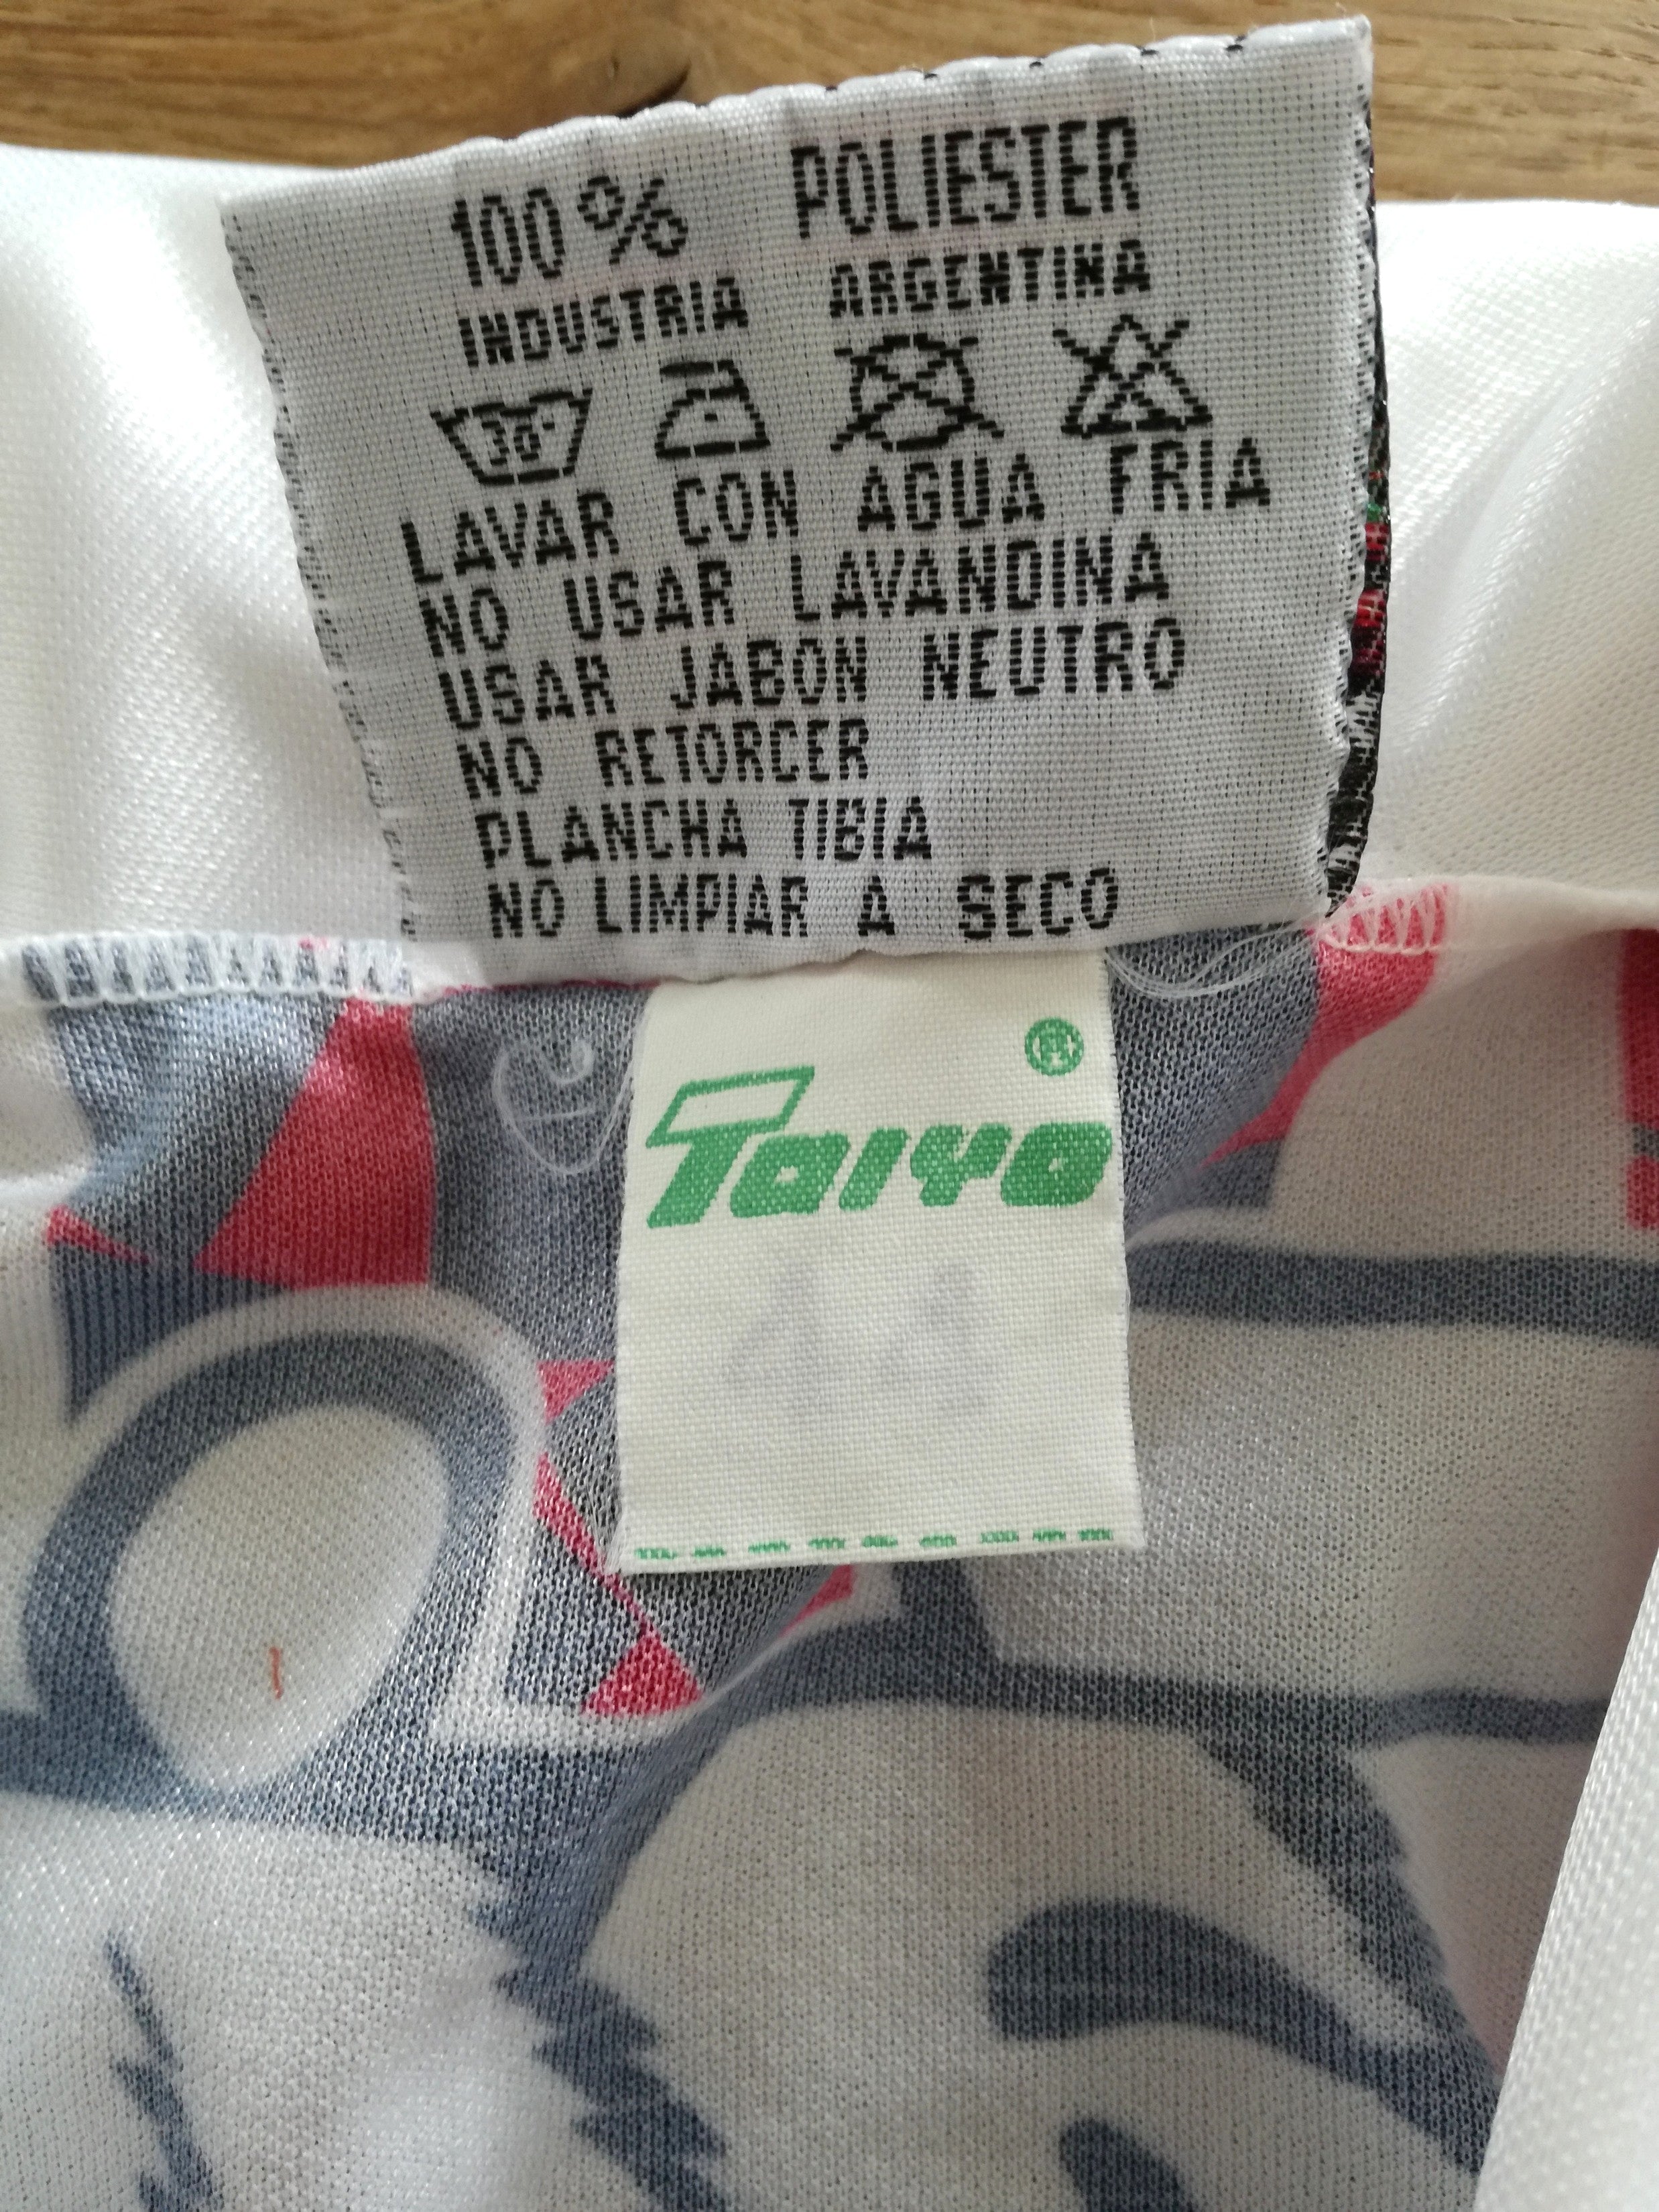 100% POLIESTER
INDUSTRIA ARGENTINA
30°
LAVAR CON AGUA FRIA
NO USAR LAVANDINA
USAR JABON NEUTRO
NO RETORCER
PLANCHA TIBIA
NO LIMPIAR A SECO
Taiyo ®